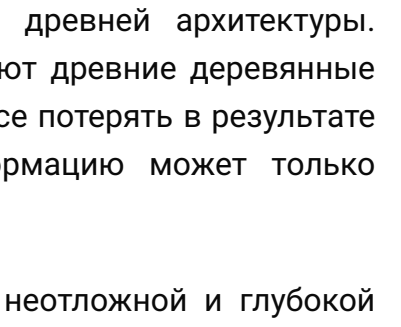 древней архитектуры.
ют древние деревянные
се потерять в результате
рмацию может только
неотложной и глубокой